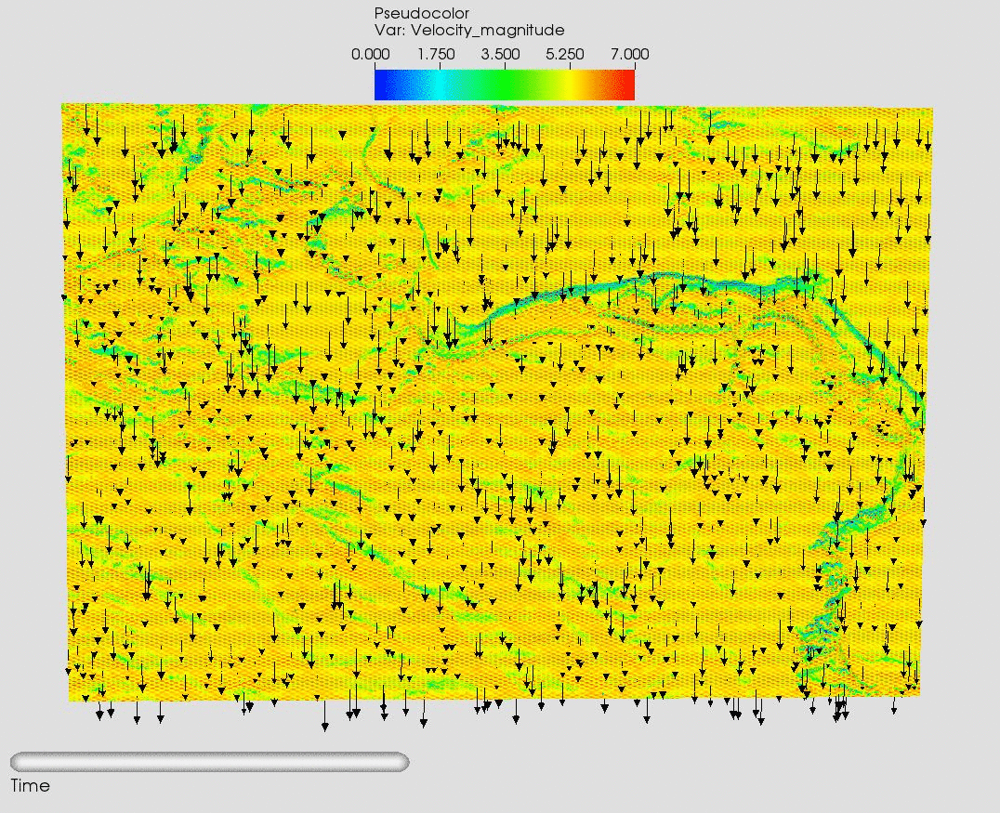 Pseudocolor
Var: Velocity_magnitude
0.000 1.750 3.500 5.250 7.000
Time